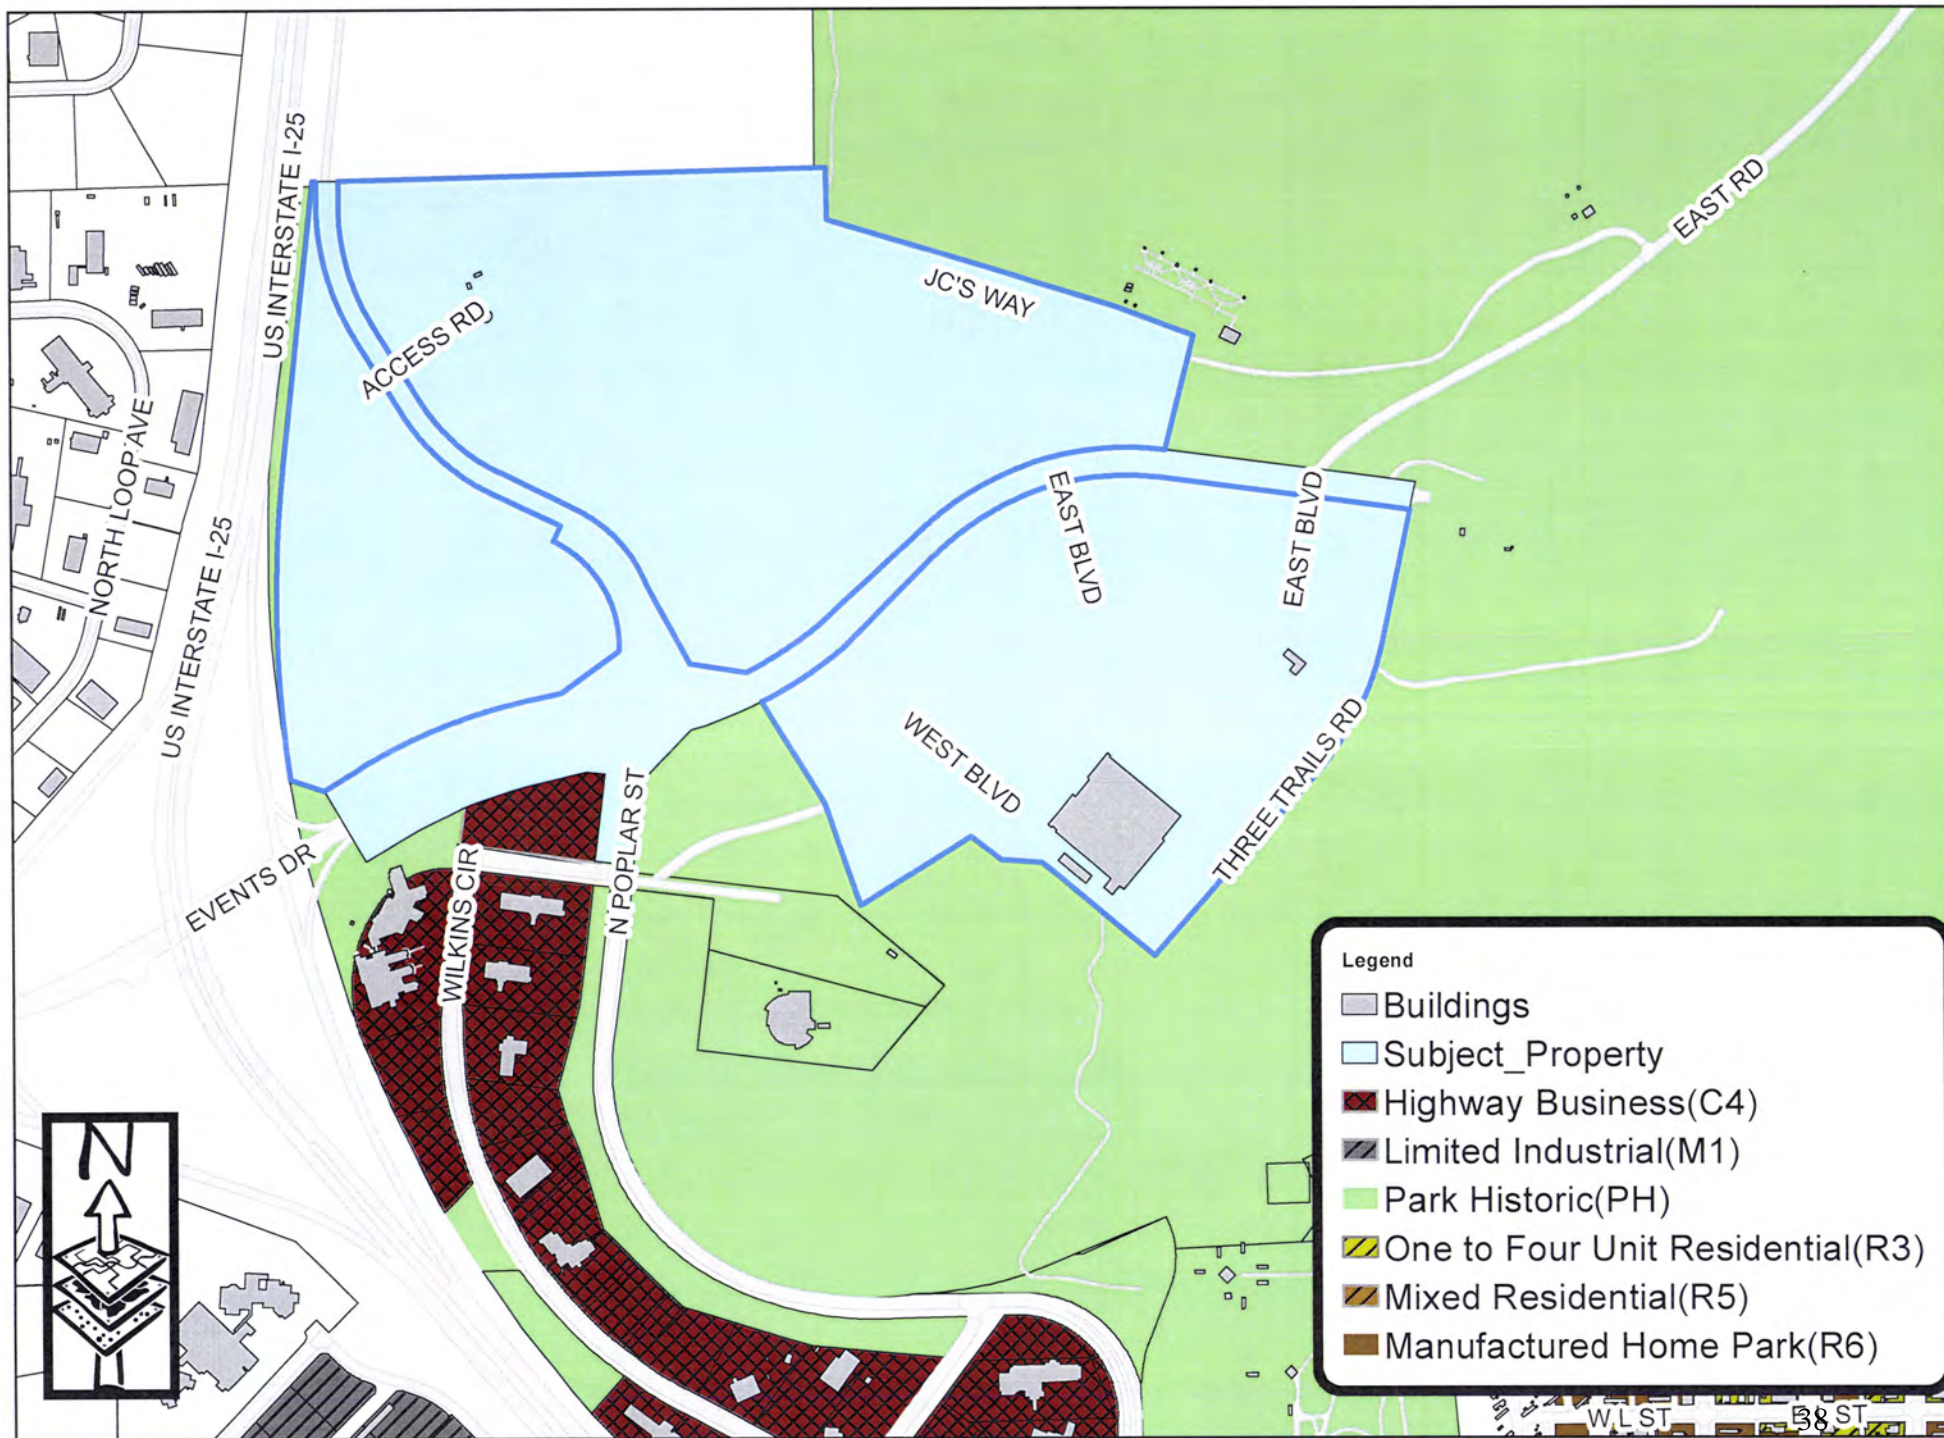 US INTERSTATE I-25
EAST RD
JC'S WAY
ACCESS RD
NORTH LOOP AVE
EAST BLVD
EAST BLVD
US INTERSTATE I-25
WEST BLVD
THREE TRAILS RD
N POPLAR ST
EVENTS DR
WILKINS CIR
N
Legend
Buildings
Subject_Property
Highway Business(C4)
Limited Industrial(M1)
Park Historic(PH)
One to Four Unit Residential(R3)
Mixed Residential(R5)
Manufactured Home Park(R6)
W L ST
ST
38